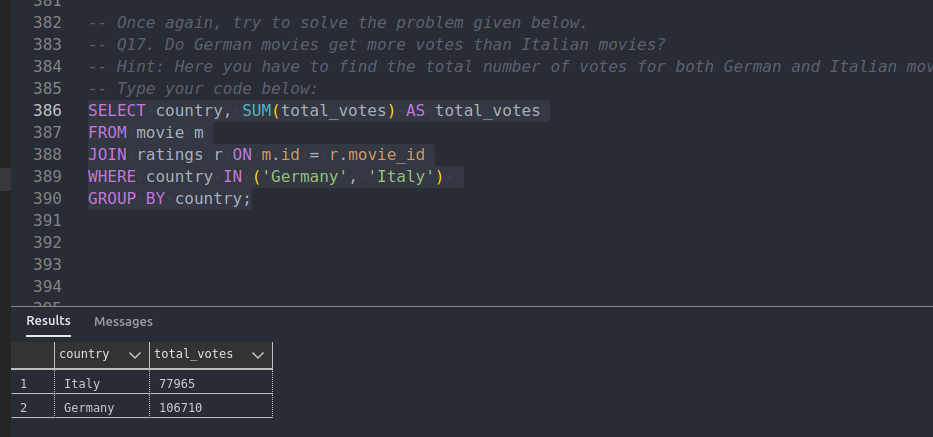 381
382 -- Once again, try to solve the problem given below.
383 -- Q17. Do German movies get more votes than Italian movies?
384 -- Hint: Here you have to find the total number of votes for both German and Italian mov
385 -- Type your code below:
386 SELECT country, SUM(total_votes) AS total_votes
387 FROM movie m
388 JOIN ratings r ON m.id = r.movie_id
389 WHERE country IN ('Germany', 'Italy')
390 GROUP BY country;
391
392
393
394
395
Results Messages
country total_votes
1 Italy 77965
2 Germany 106710